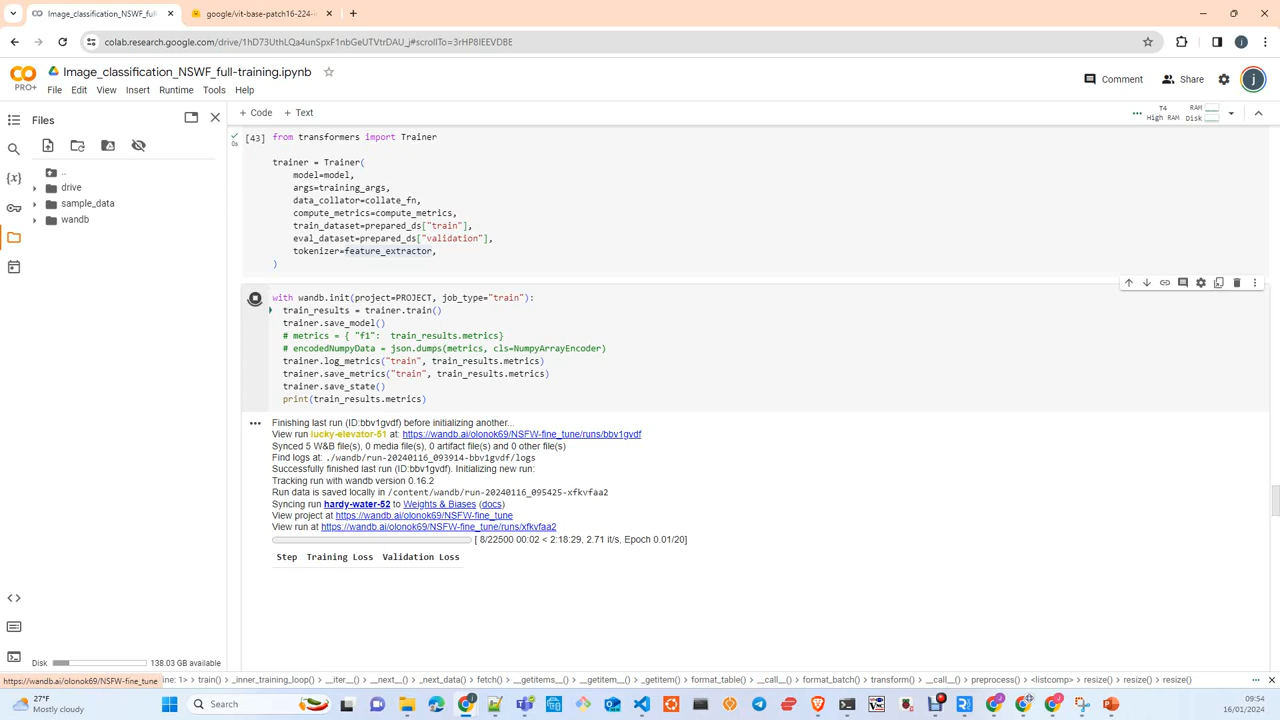 Image_classification_NSWF_full-
google/vit-base-patch16-224-
colab.research.google.com/drive/1hD73UthLQa4unSpxF1nbGeUTVtrDAU_j#scrollTo=3rHP8IEEVDBE
j
PRO+
Image_classification_NSWF_full-training.ipynb
File Edit View Insert Runtime Tools Help
Comment Share j
Files
+ Code + Text
T4 RAM
High RAM Disk
..
drive
sample_data
wandb
{x}
[43] from transformers import Trainer
0s
trainer = Trainer(
model=model,
args=training_args,
data_collator=collate_fn,
compute_metrics=compute_metrics,
train_dataset=prepared_ds["train"],
eval_dataset=prepared_ds["validation"],
tokenizer=feature_extractor,
)
with wandb.init(project=PROJECT, job_type="train"):
train_results = trainer.train()
trainer.save_model()
# metrics = { "f1":  train_results.metrics}
# encodedNumpyData = json.dumps(metrics, cls=NumpyArrayEncoder)
trainer.log_metrics("train", train_results.metrics)
trainer.save_metrics("train", train_results.metrics)
trainer.save_state()
print(train_results.metrics)
Finishing last run (ID:bbv1gvdf) before initializing another...
View run lucky-elevator-51 at: https://wandb.ai/olonok69/NSFW-fine_tune/runs/bbv1gvdf
Synced 5 W&B file(s), 0 media file(s), 0 artifact file(s) and 0 other file(s)
Find logs at: ./wandb/run-20240116_093914-bbv1gvdf/logs
Successfully finished last run (ID:bbv1gvdf). Initializing new run:
Tracking run with wandb version 0.16.2
Run data is saved locally in /content/wandb/run-20240116_095425-xfkvfaa2
Syncing run hardy-water-52 to Weights & Biases (docs)
View project at https://wandb.ai/olonok69/NSFW-fine_tune
View run at https://wandb.ai/olonok69/NSFW-fine_tune/runs/xfkvfaa2
[ 8/22500 00:02 < 2:18:29, 2.71 it/s, Epoch 0.01/20]
Step Training Loss Validation Loss
Disk 138.03 GB available
https://wandb.ai/olonok69/NSFW-fine_tune
ine: 1> > train() > _inner_training_loop() > __iter__() > __next__() > _next_data() > fetch() > __getitems__() > __getitem__() > _getitem() > format_table() > __call__() > format_batch() > transform() > __call__() > preprocess() > <listcomp> > resize() > resize() > resize()
27°F
Mostly cloudy
Search
09:54
16/01/2024